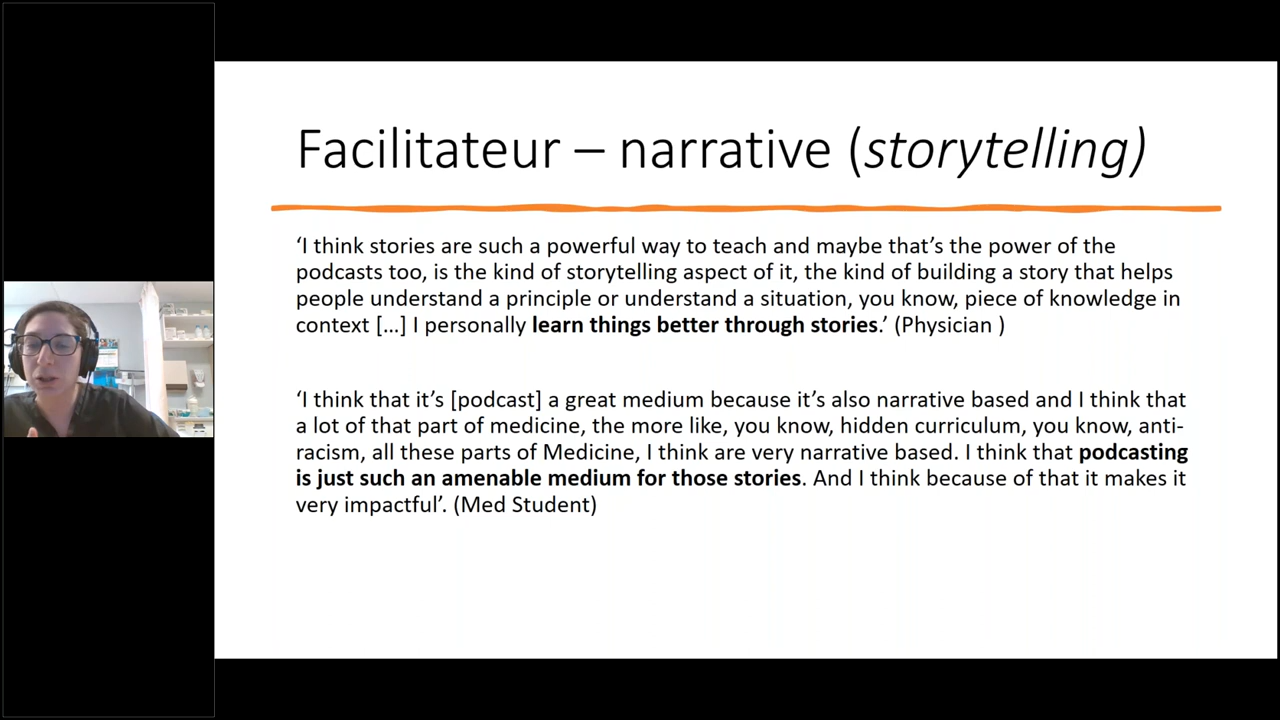 Facilitateur – narrative (storytelling)
‘I think stories are such a powerful way to teach and maybe that’s the power of the
podcasts too, is the kind of storytelling aspect of it, the kind of building a story that helps
people understand a principle or understand a situation, you know, piece of knowledge in
context [...] I personally learn things better through stories.’ (Physician )
‘I think that it’s [podcast] a great medium because it’s also narrative based and I think that
a lot of that part of medicine, the more like, you know, hidden curriculum, you know, anti-
racism, all these parts of Medicine, I think are very narrative based. I think that podcasting
is just such an amenable medium for those stories. And I think because of that it makes it
very impactful’. (Med Student)